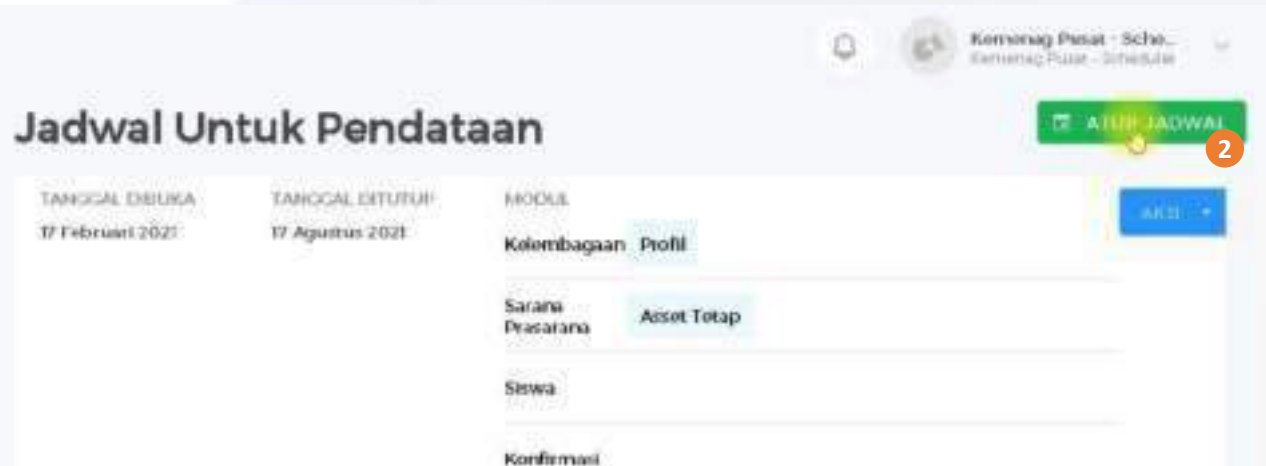 Kemenag Pusat - Sche...
Kemenag Pusat - Scheduler
Jadwal Untuk Pendataan
ATUR JADWAL
2
TANGGAL DIBUKA TANGGAL DITUTUP MODUL
AKSI
17 Februari 2021 17 Agustus 2021
Kelembagaan Profil
Sarana
Prasarana
Asset Tetap
Siswa
Konfirmasi